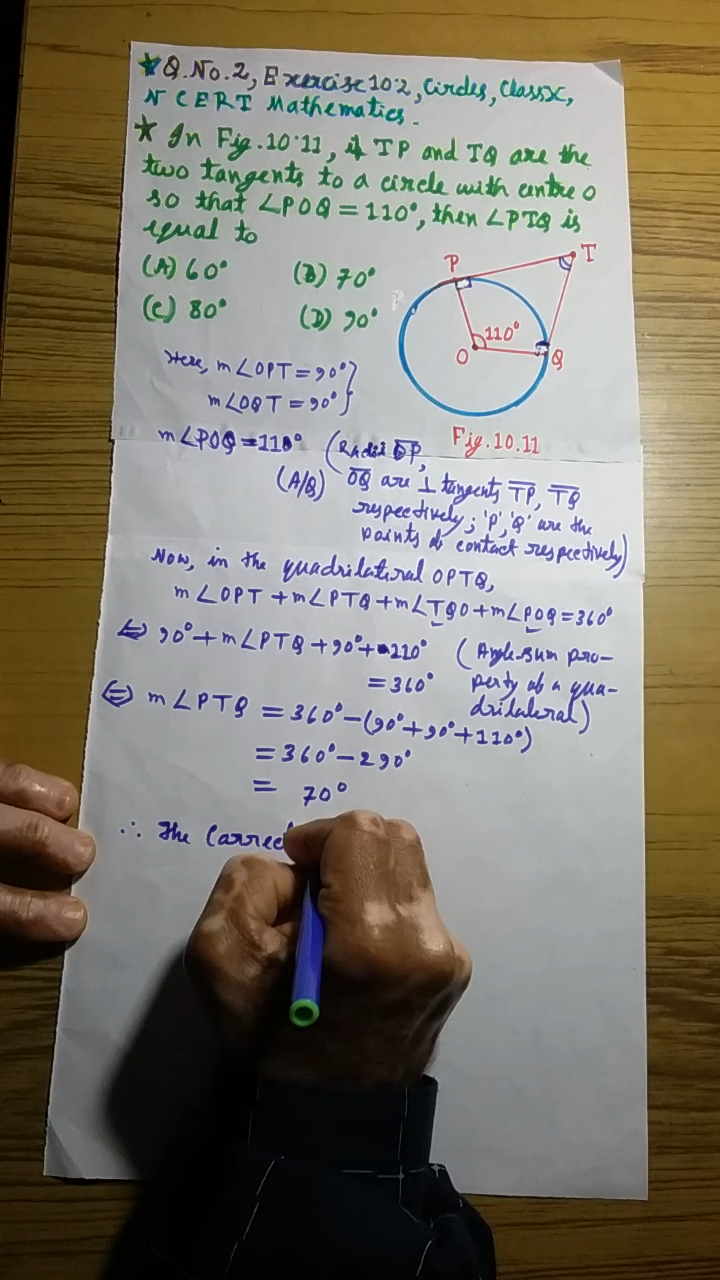 ★ Q.No.2, Exercise 10.2, Circles, Class X,
NCERT Mathematics.
★ In Fig.10.11, if TP and TQ are the
two tangents to a circle with centre O
so that ∠POQ = 110°, then ∠PTQ is
equal to
(A) 60° (B) 70°
(C) 80° (D) 90°
P
T
110°
O
Q
Fig.10.11
Here, m∠OPT = 90° }
m∠OQT = 90° }
m∠POQ = 110° (Radii OP,
(A/Q) OQ are ⊥ tangents TP, TQ
respectively; 'P', 'Q' are the
points of contact respectively)
Now, in the quadrilateral OPTQ,
m∠OPT + m∠PTQ + m∠TQO + m∠POQ = 360°
⇔ 90° + m∠PTQ + 90° + 110° (Angle-sum pro-
= 360° perty of a qua-
drilateral)
⇔ m∠PTQ = 360° - (90° + 90° + 110°)
= 360° - 290°
= 70°
∴ The Correct